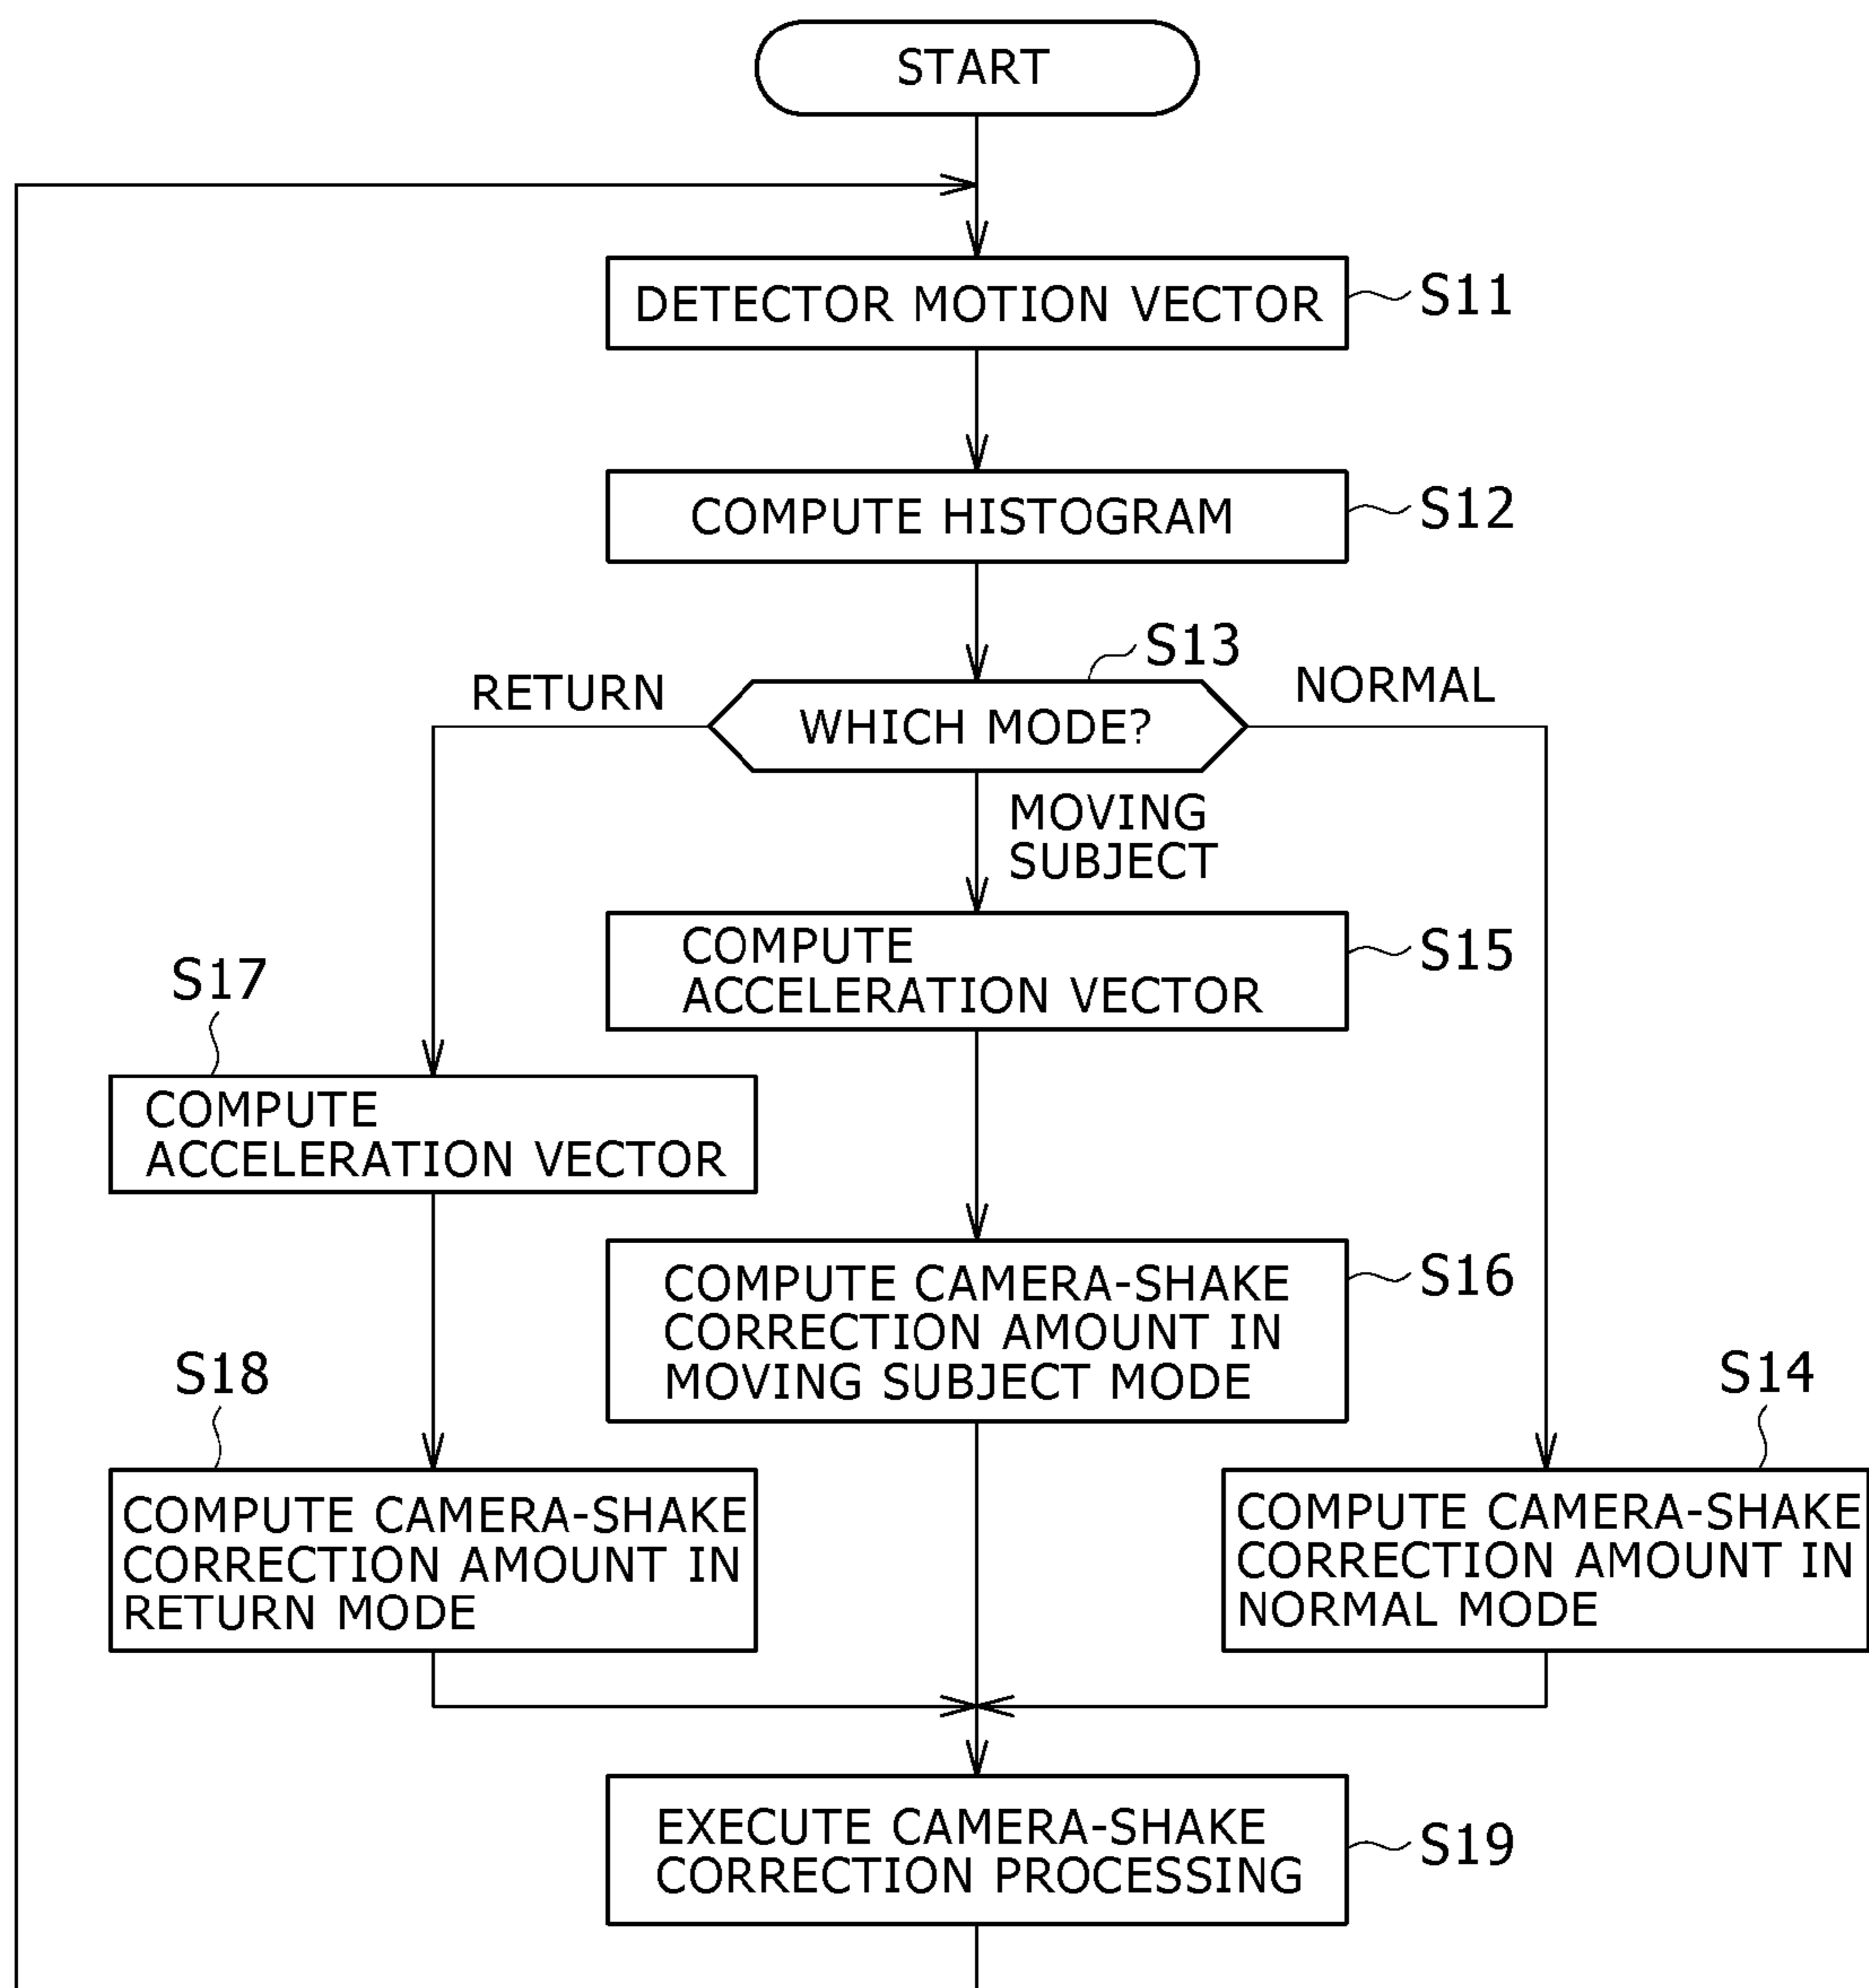 START
DETECTOR MOTION VECTOR
S11
COMPUTE HISTOGRAM
S12
S13
RETURN
WHICH MODE?
NORMAL
MOVING
SUBJECT
COMPUTE
ACCELERATION VECTOR
S15
S17
COMPUTE
ACCELERATION VECTOR
COMPUTE CAMERA-SHAKE
CORRECTION AMOUNT IN
MOVING SUBJECT MODE
S16
S18
COMPUTE CAMERA-SHAKE
CORRECTION AMOUNT IN
RETURN MODE
S14
COMPUTE CAMERA-SHAKE
CORRECTION AMOUNT IN
NORMAL MODE
EXECUTE CAMERA-SHAKE
CORRECTION PROCESSING
S19